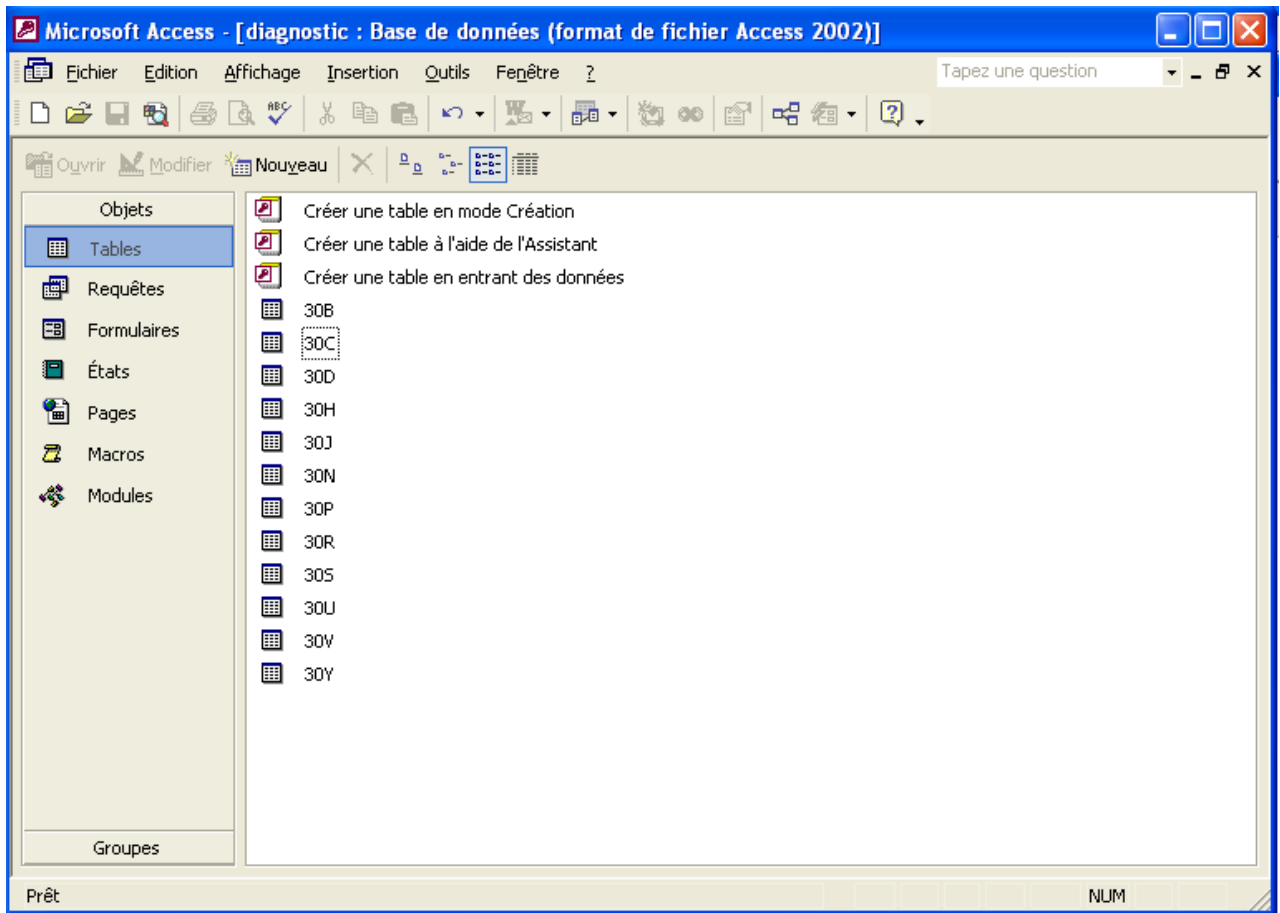 Microsoft Access - [diagnostic : Base de données (format de fichier Access 2002)]
Fichier Edition Affichage Insertion Outils Fenêtre ? Tapez une question
Ouvrir Modifier Nouveau
Objets
Tables
Requêtes
Formulaires
États
Pages
Macros
Modules
Groupes
Créer une table en mode Création
Créer une table à l'aide de l'Assistant
Créer une table en entrant des données
30B
30C
30D
30H
30J
30N
30P
30R
30S
30U
30V
30Y
Prêt NUM